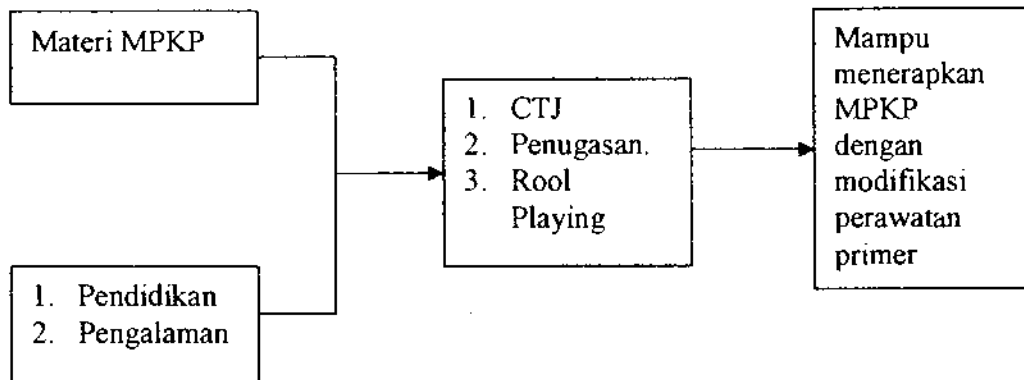 Materi MPKP
1. Pendidikan
2. Pengalaman
1. CTJ
2. Penugasan.
3. Rool
Playing
Mampu
menerapkan
MPKP
dengan
modifikasi
perawatan
primer